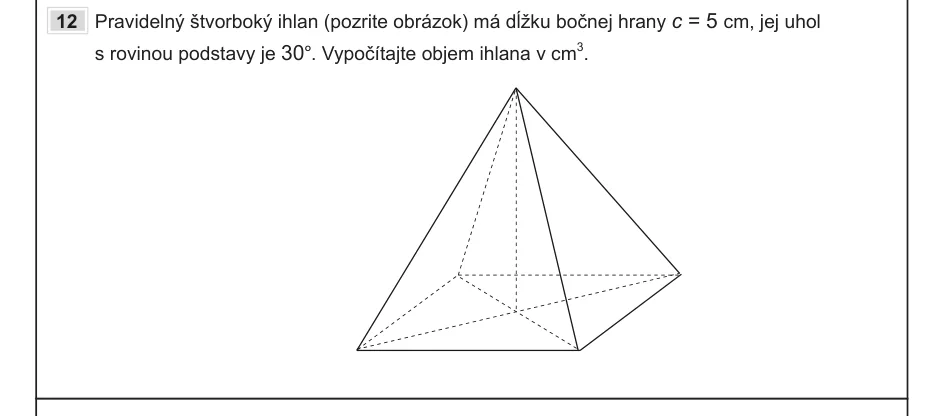 12 Pravidelný štvorboký ihlan (pozrite obrázok) má dĺžku bočnej hrany c = 5 cm, jej uhol
s rovinou podstavy je 30°. Vypočítajte objem ihlana v cm³.